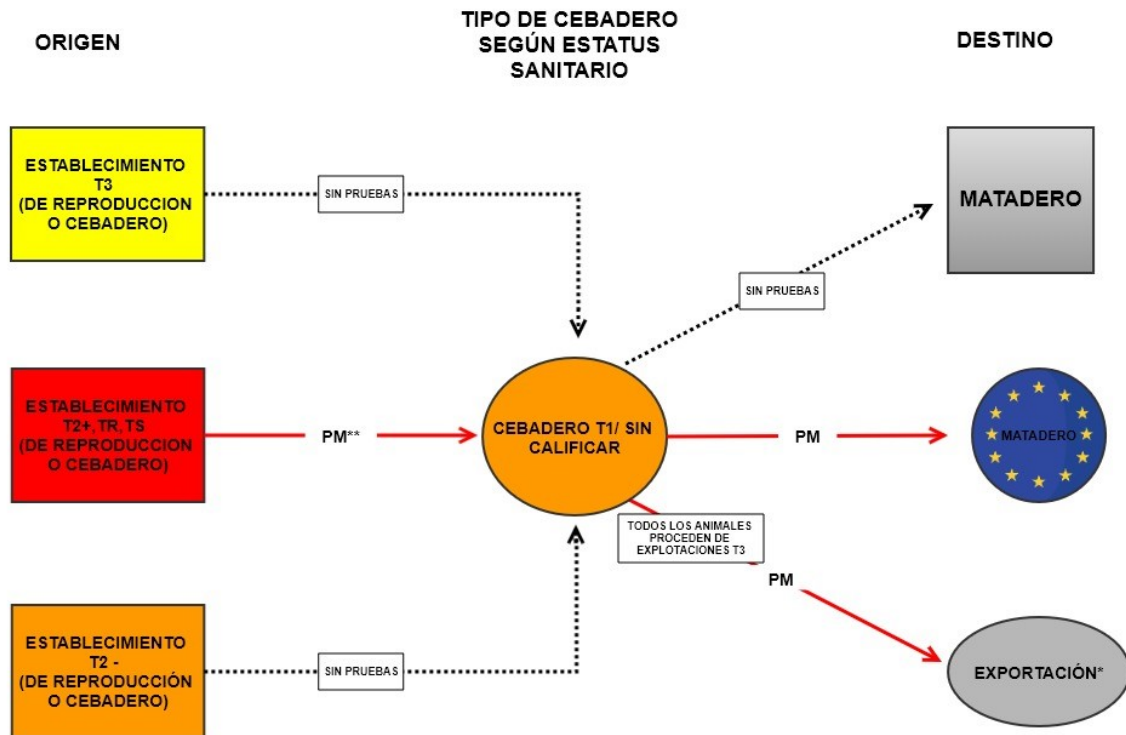 ORIGEN
TIPO DE CEBADERO
SEGÚN ESTATUS
SANITARIO
DESTINO
ESTABLECIMIENTO
T3
(DE REPRODUCCION
O CEBADERO)
SIN PRUEBAS
MATADERO
SIN PRUEBAS
ESTABLECIMIENTO
T2+,TR,TS
(DE REPRODUCCION
O CEBADERO)
PM**
CEBADERO T1/ SIN
CALIFICAR
PM
MATADERO
TODOS LOS ANIMALES
PROCEDEN DE
EXPLOTACIONES T3
PM
ESTABLECIMIENTO
T2 -
(DE REPRODUCCIÓN
O CEBADERO)
SIN PRUEBAS
EXPORTACIÓN*